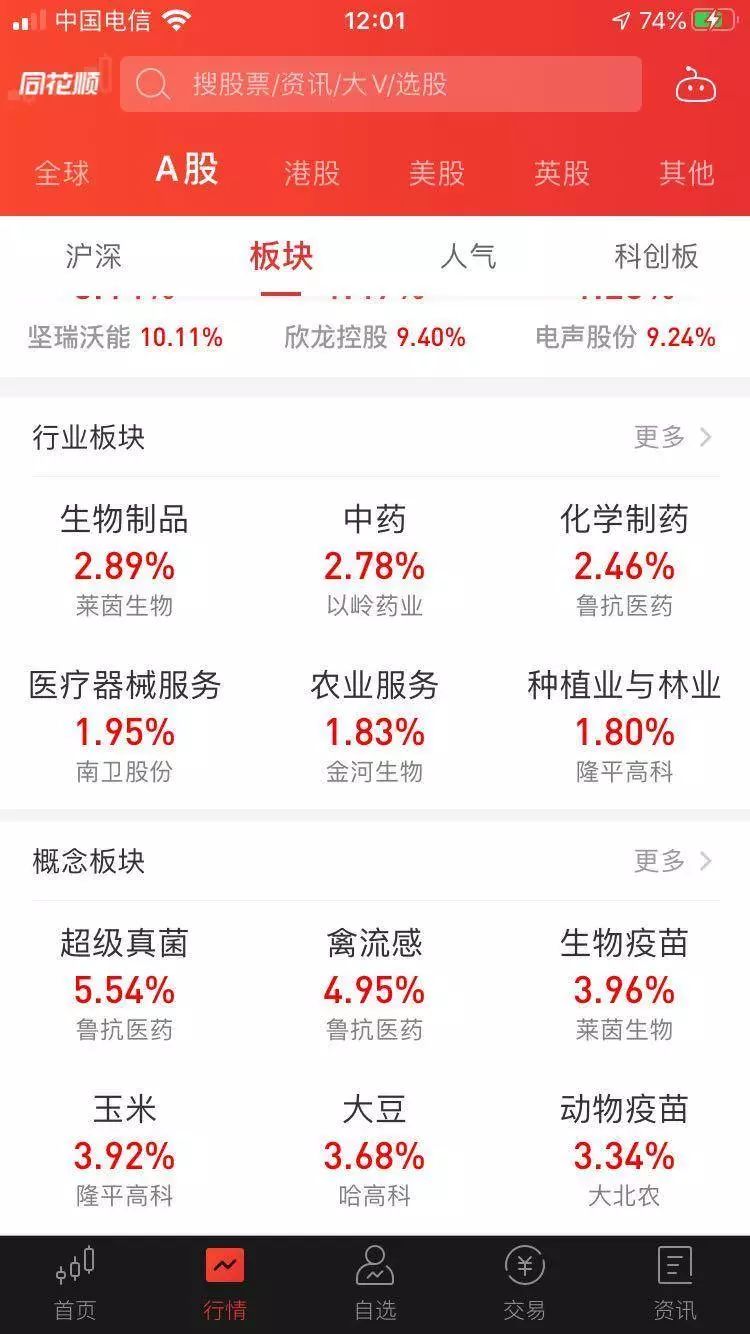 中国电信 12:01 74%
同花顺 搜股票/资讯/大V/选股
全球 A股 港股 美股 英股 其他
沪深 板块 人气 科创板
坚瑞沃能 10.11% 欣龙控股 9.40% 电声股份 9.24%
行业板块 更多
生物制品 中药 化学制药
2.89% 2.78% 2.46%
莱茵生物 以岭药业 鲁抗医药
医疗器械服务 农业服务 种植业与林业
1.95% 1.83% 1.80%
南卫股份 金河生物 隆平高科
概念板块 更多
超级真菌 禽流感 生物疫苗
5.54% 4.95% 3.96%
鲁抗医药 鲁抗医药 莱茵生物
玉米 大豆 动物疫苗
3.92% 3.68% 3.34%
隆平高科 哈高科 大北农
首页 行情 自选 交易 资讯